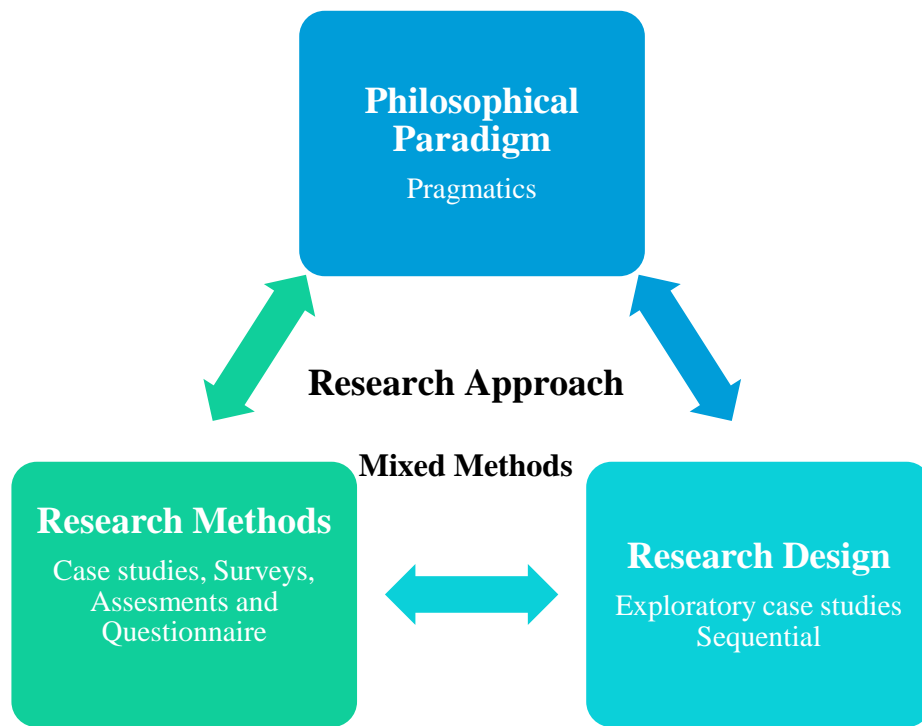 Philosophical
Paradigm
Pragmatics
Research Approach
Mixed Methods
Research Methods
Case studies, Surveys,
Assesments and
Questionnaire
Research Design
Exploratory case studies
Sequential